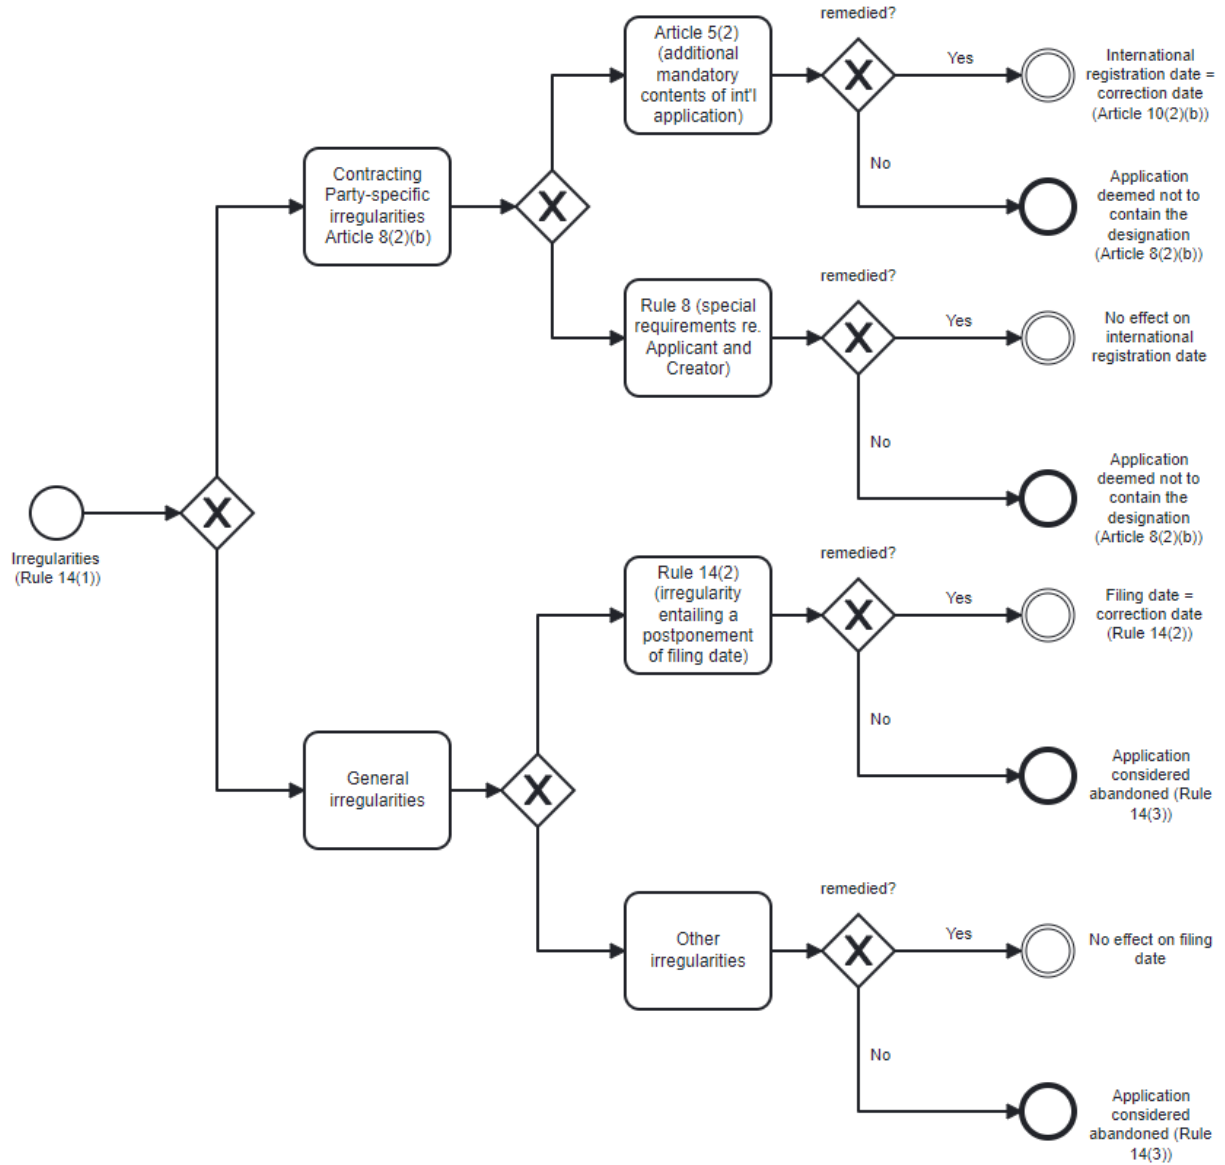 remedied?
Article 5(2)
(additional
mandatory
contents of int'l
application)
Yes
International
registration date =
correction date
(Article 10(2)(b))
No
Application
deemed not to
contain the
designation
(Article 8(2)(b))
Contracting
Party-specific
irregularities
Article 8(2)(b)
remedied?
Rule 8 (special
requirements re.
Applicant and
Creator)
Yes
No effect on
international
registration date
No
Application
deemed not to
contain the
designation
(Article 8(2)(b))
Irregularities
(Rule 14(1))
remedied?
Rule 14(2)
(irregularity
entailing a
postponement
of filing date)
Yes
Filing date =
correction date
(Rule 14(2))
No
Application
considered
abandoned (Rule
14(3))
General
irregularities
remedied?
Other
irregularities
Yes
No effect on filing
date
No
Application
considered
abandoned (Rule
14(3))